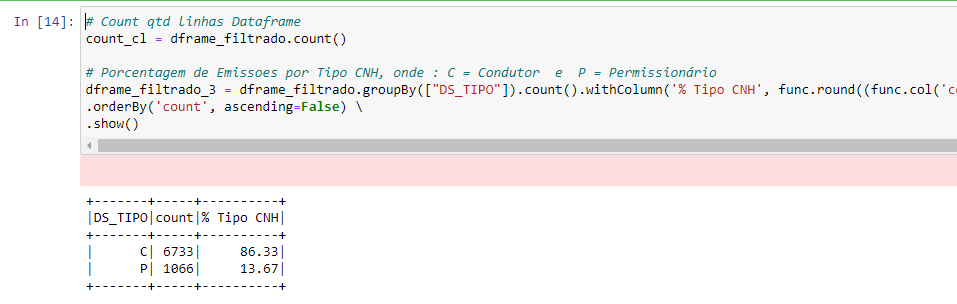 In [14]:
# Count qtd linhas Dataframe
count_cl = dframe_filtrado.count()
# Porcentagem de Emissoes por Tipo CNH, onde : C = Condutor  e  P = Permissionário
dframe_filtrado_3 = dframe_filtrado.groupBy(["DS_TIPO"]).count().withColumn('% Tipo CNH', func.round((func.col('c
.orderBy('count', ascending=False) \
.show()
+-------+-----+----------+
|DS_TIPO|count|% Tipo CNH|
+-------+-----+----------+
|      C| 6733|     86.33|
|      P| 1066|     13.67|
+-------+-----+----------+